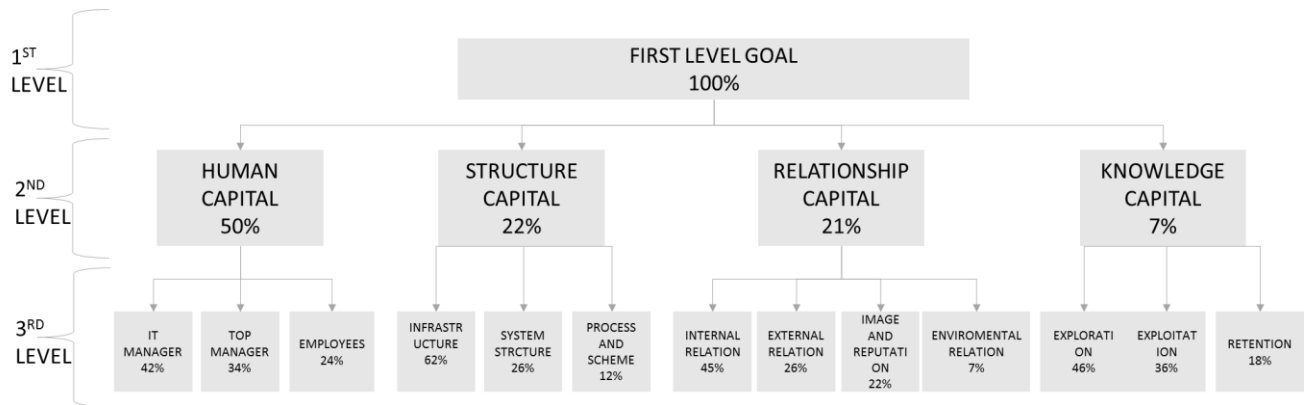 1ST
LEVEL
FIRST LEVEL GOAL
100%
2ND
LEVEL
HUMAN
CAPITAL
50%
STRUCTURE
CAPITAL
22%
RELATIONSHIP
CAPITAL
21%
KNOWLEDGE
CAPITAL
7%
3RD
LEVEL
IT
MANAGER
42%
TOP
MANAGER
34%
EMPLOYEES
24%
INFRASTR
UCTURE
62%
SYSTEM
STRCTURE
26%
PROCESS
AND
SCHEME
12%
INTERNAL
RELATION
45%
EXTERNAL
RELATION
26%
IMAGE
AND
REPUTATI
ON
22%
ENVIROMENTAL
RELATION
7%
EXPLORATI
ON
46%
EXPLOITAT
ION
36%
RETENTION
18%